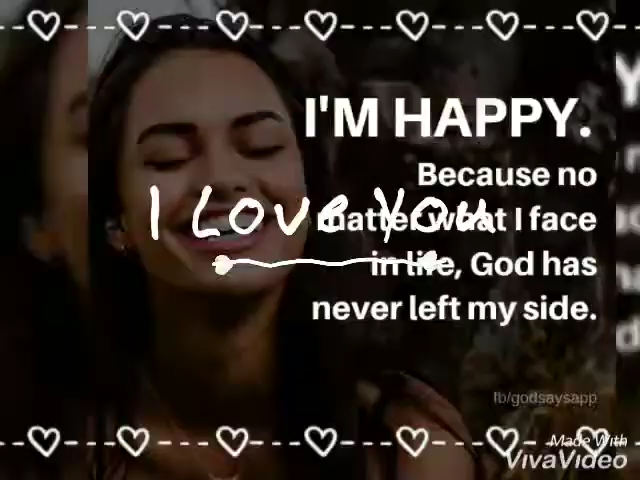 I'M HAPPY.
Because no
matter what I face
in life, God has
never left my side.
I Love You
fb/godsaysapp
Made With
VivaVideo